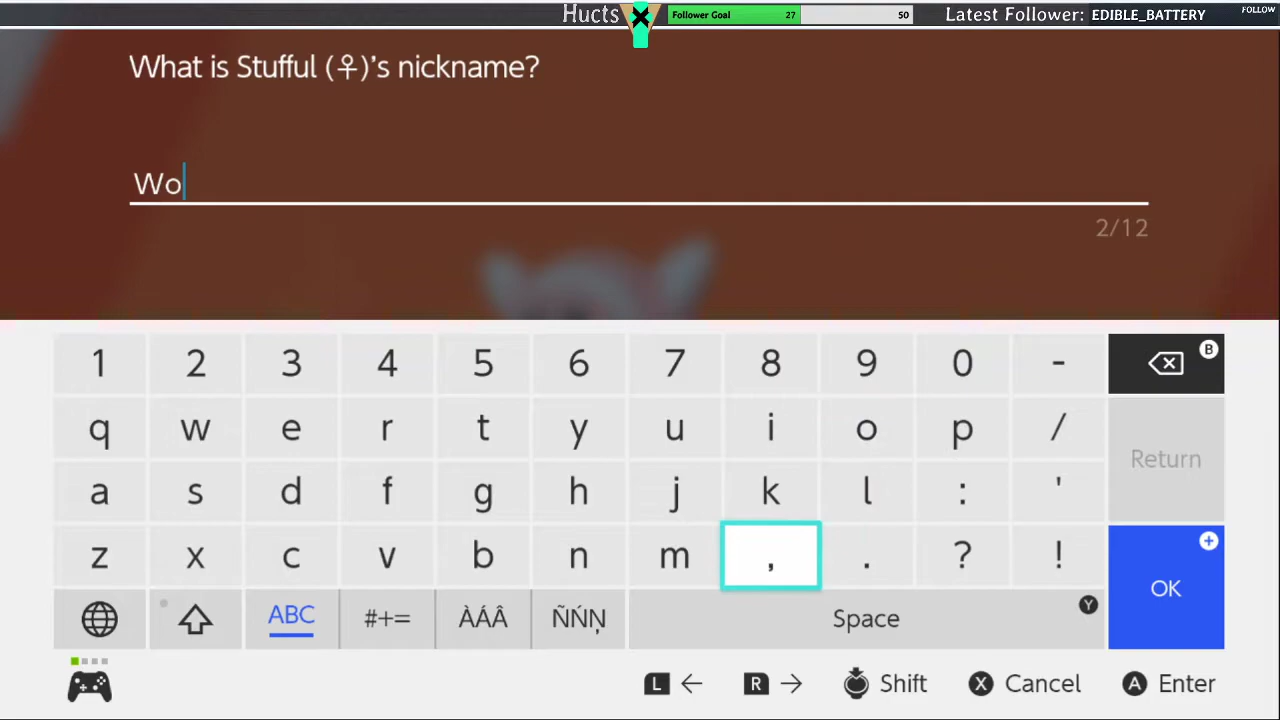 Hucts
Follower Goal 27 50
Latest Follower: EDIBLE_BATTERY
FOLLOW
What is Stufful (♀)'s nickname?
Wo
2/12
1 2 3 4 5 6 7 8 9 0 - B
q w e r t y u i o p /
Return
a s d f g h j k l : '
z x c v b n m , . ? ! +
OK
ABC #+= ÀÁÂ ÑŃŅ Space Y
L ← R → Shift X Cancel A Enter